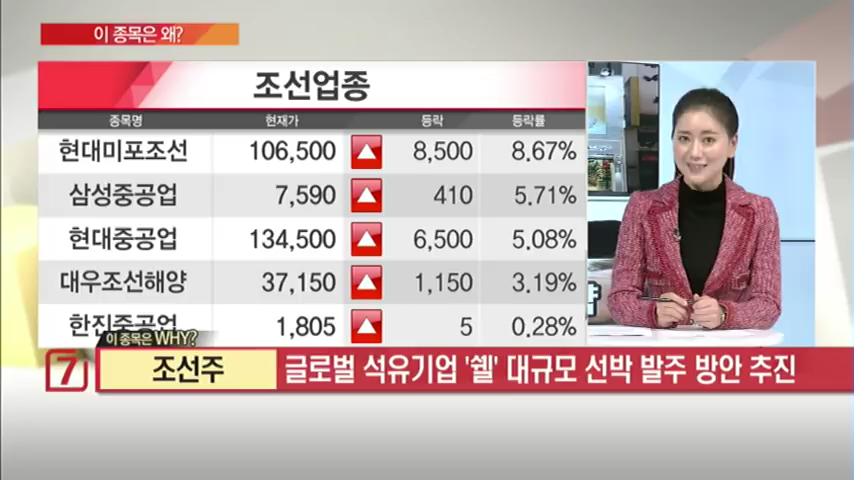 이 종목은 왜?
조선업종
종목명 현재가 등락 등락률
현대미포조선 106,500 8,500 8.67%
삼성중공업 7,590 410 5.71%
현대중공업 134,500 6,500 5.08%
대우조선해양 37,150 1,150 3.19%
한진중공업 1,805 5 0.28%
이 종목은 WHY?
7 조선주 글로벌 석유기업 '쉘' 대규모 선박 발주 방안 추진